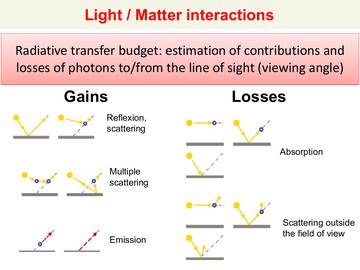 Light / Matter interactions
Radiative transfer budget: estimation of contributions and
losses of photons to/from the line of sight (viewing angle)
Gains
Losses
Reflexion,
scattering
Multiple
scattering
Emission
Absorption
Scattering outside
the field of view